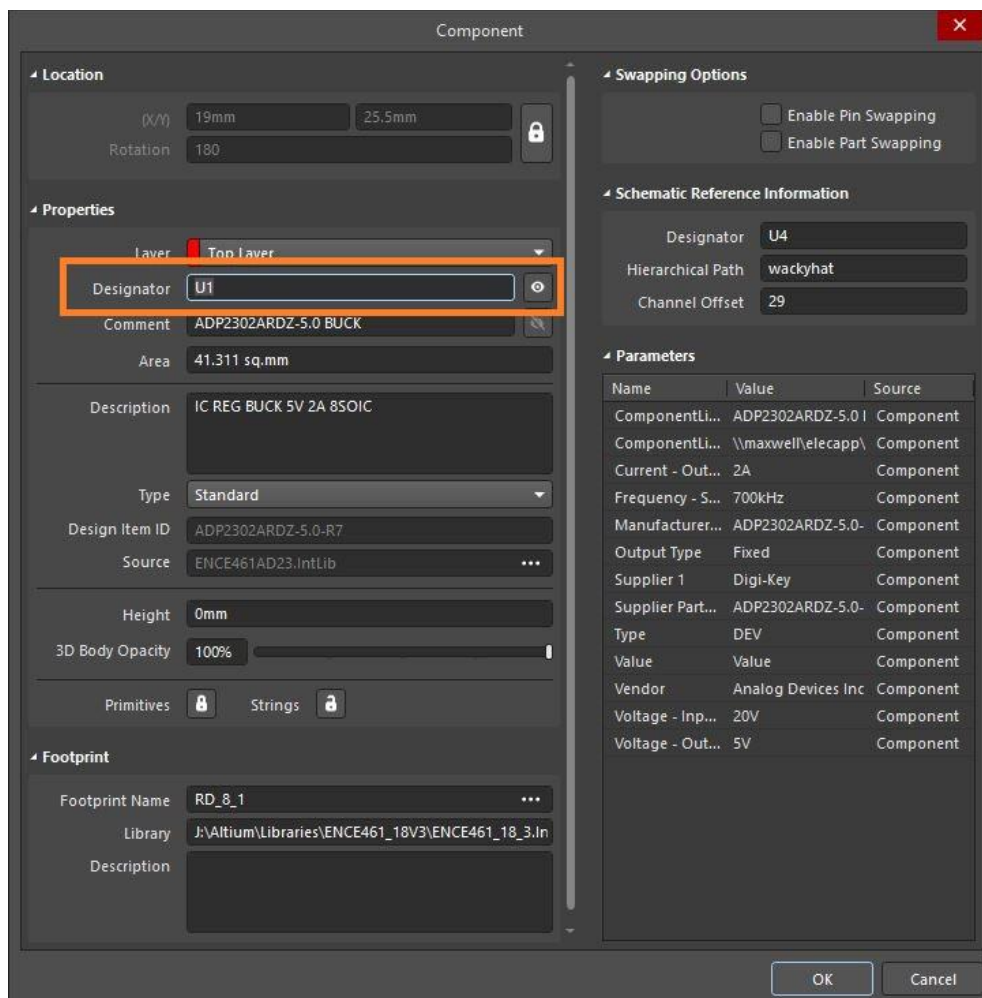 Component
Location
(X/Y) 19mm 25.5mm
Rotation 180
Properties
Layer Top Layer
Designator U1
Comment ADP2302ARDZ-5.0 BUCK
Area 41.311 sq.mm
Description IC REG BUCK 5V 2A 8SOIC
Type Standard
Design Item ID ADP2302ARDZ-5.0-R7
Source ENCE461AD23.IntLib ...
Height 0mm
3D Body Opacity 100%
Primitives Strings
Footprint
Footprint Name RD_8_1 ...
Library J:\Altium\Libraries\ENCE461_18V3\ENCE461_18_3.In
Description
Swapping Options
Enable Pin Swapping
Enable Part Swapping
Schematic Reference Information
Designator U4
Hierarchical Path wackyhat
Channel Offset 29
Parameters
Name Value Source
ComponentLi... ADP2302ARDZ-5.0 Component
ComponentLi... \\maxwell\elecapp\ Component
Current - Out... 2A Component
Frequency - S... 700kHz Component
Manufacturer... ADP2302ARDZ-5.0- Component
Output Type Fixed Component
Supplier 1 Digi-Key Component
Supplier Part... ADP2302ARDZ-5.0- Component
Type DEV Component
Value Value Component
Vendor Analog Devices Inc Component
Voltage - Inp... 20V Component
Voltage - Out... 5V Component
OK Cancel